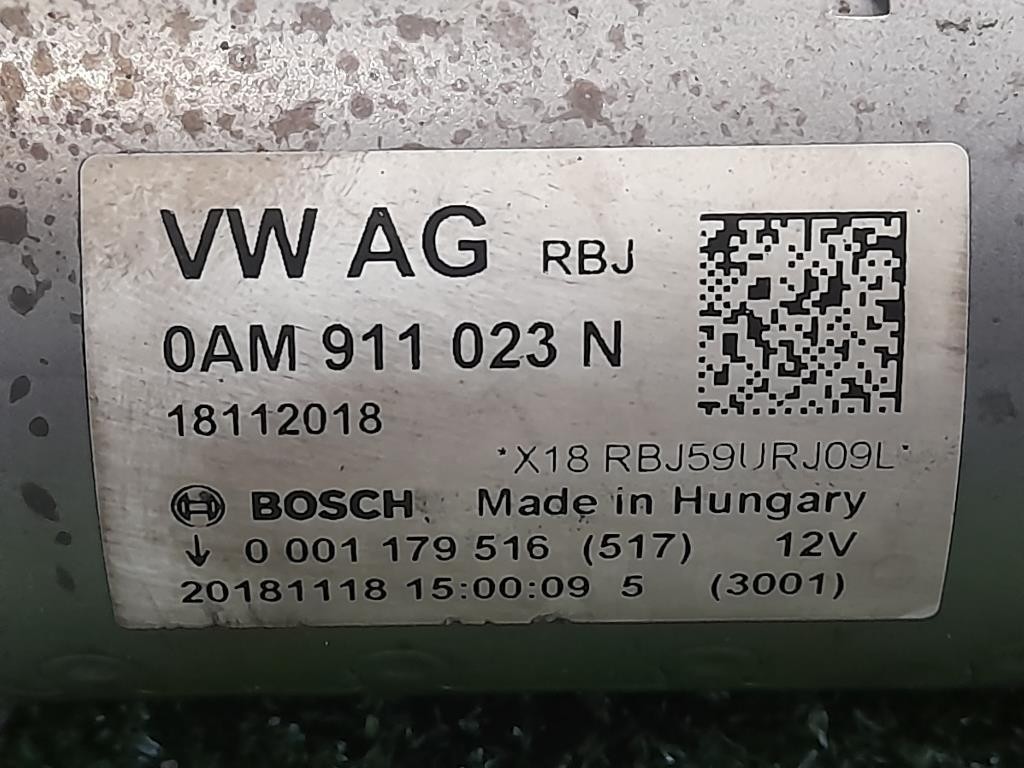 VW AG RBJ
0AM 911 023 N
18112018
*X18 RBJ59URJ09L*
BOSCH Made in Hungary
↓ 0 001 179 516 (517) 12V
20181118 15:00:09 5 (3001)